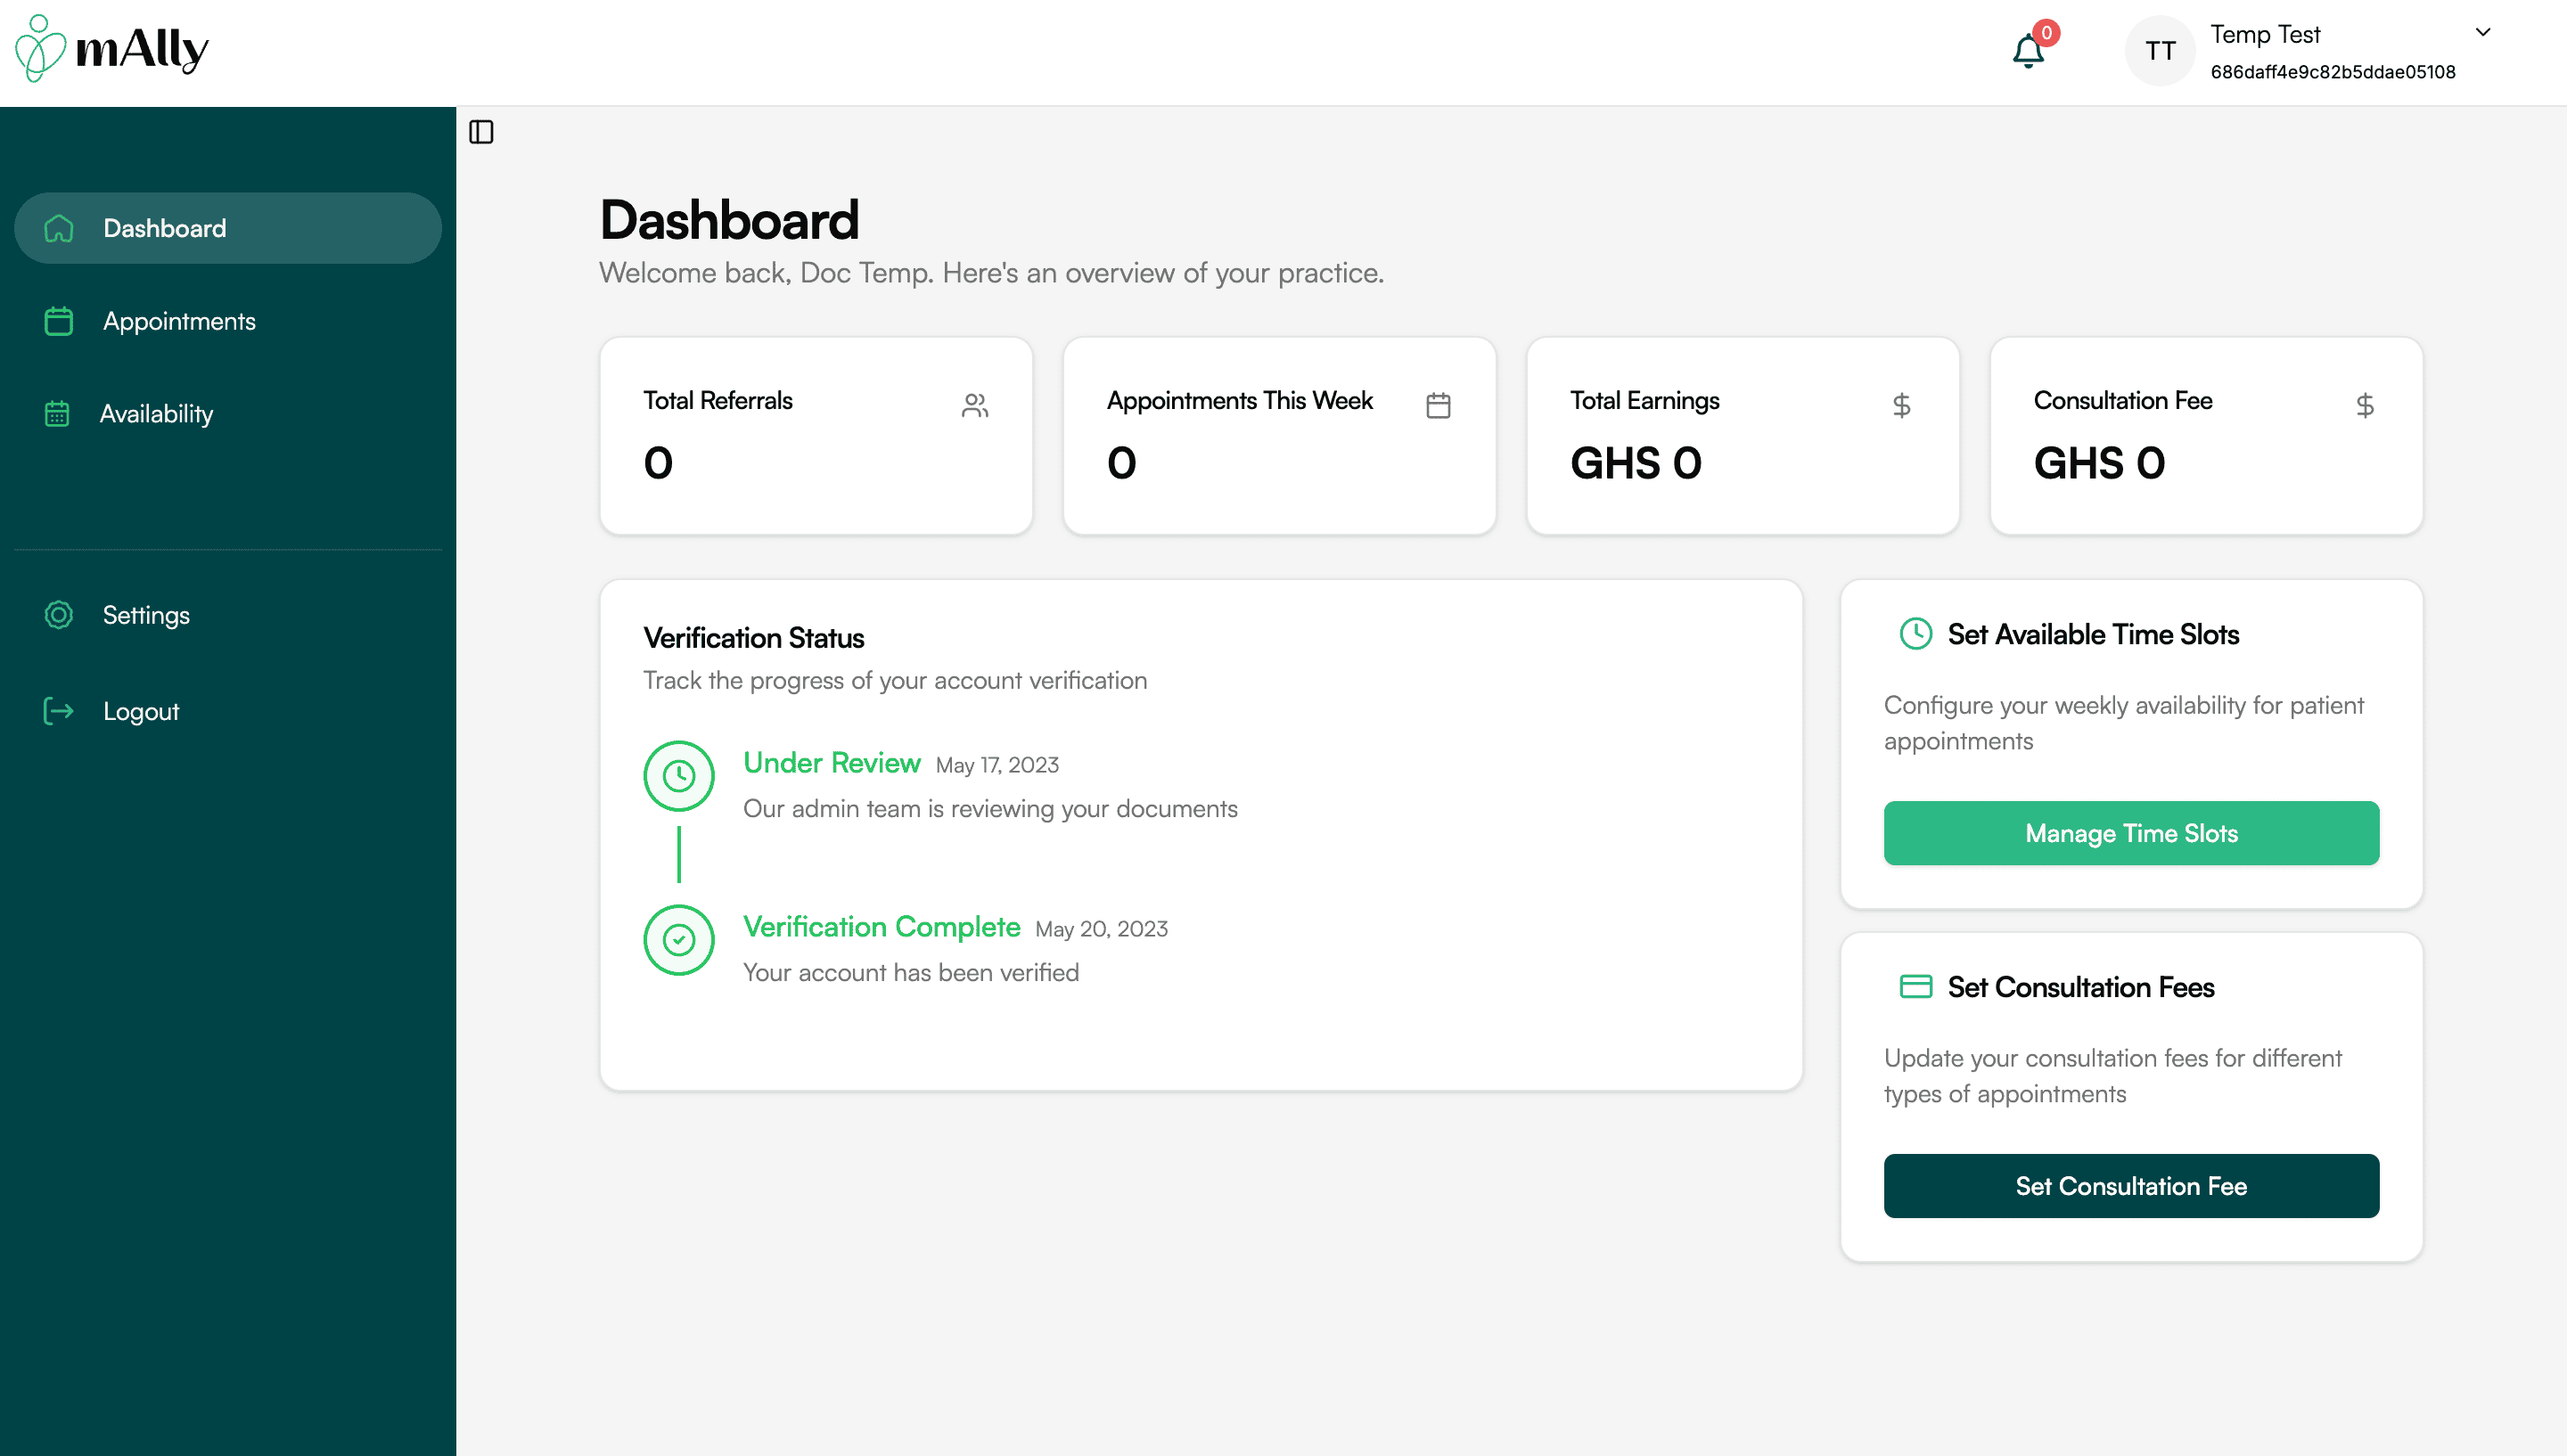 mAlly
0
TT
Temp Test
686daff4e9c82b5ddae05108
Dashboard
Appointments
Availability
Settings
Logout
Dashboard
Welcome back, Doc Temp. Here's an overview of your practice.
Total Referrals
0
Appointments This Week
0
Total Earnings
$
GHS 0
Consultation Fee
$
GHS 0
Verification Status
Track the progress of your account verification
Under Review May 17, 2023
Our admin team is reviewing your documents
Verification Complete May 20, 2023
Your account has been verified
Set Available Time Slots
Configure your weekly availability for patient
appointments
Manage Time Slots
Set Consultation Fees
Update your consultation fees for different
types of appointments
Set Consultation Fee